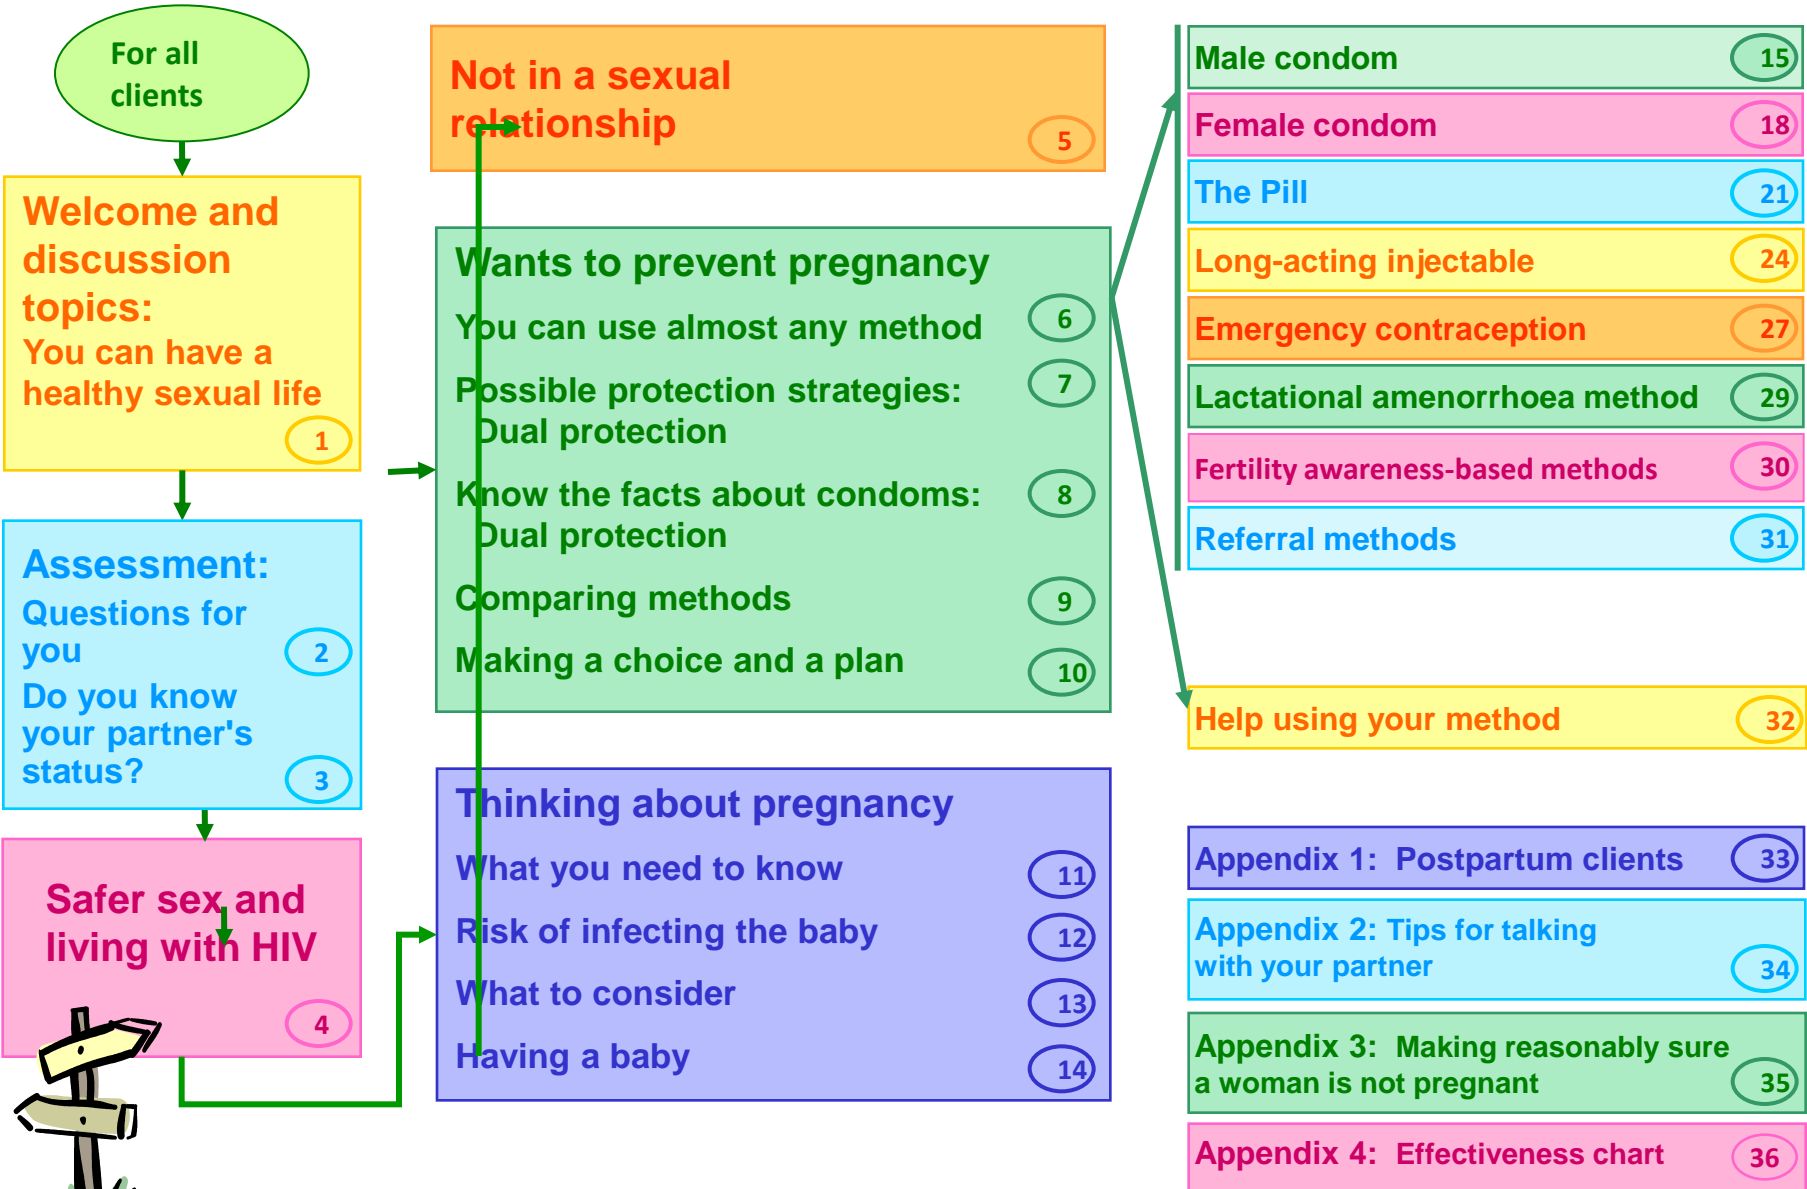 For all
clients
Welcome and
discussion
topics:
You can have a
healthy sexual life
1
Assessment:
Questions for
you
2
Do you know
your partner's
status?
3
Safer sex and
living with HIV
4
Not in a sexual
relationship
5
Wants to prevent pregnancy
You can use almost any method
6
Possible protection strategies:
Dual protection
7
Know the facts about condoms:
Dual protection
8
Comparing methods
9
Making a choice and a plan
10
Thinking about pregnancy
What you need to know
11
Risk of infecting the baby
12
What to consider
13
Having a baby
14
Male condom 15
Female condom 18
The Pill 21
Long-acting injectable 24
Emergency contraception 27
Lactational amenorrhoea method 29
Fertility awareness-based methods 30
Referral methods 31
Help using your method 32
Appendix 1: Postpartum clients 33
Appendix 2: Tips for talking
with your partner 34
Appendix 3: Making reasonably sure
a woman is not pregnant 35
Appendix 4: Effectiveness chart 36